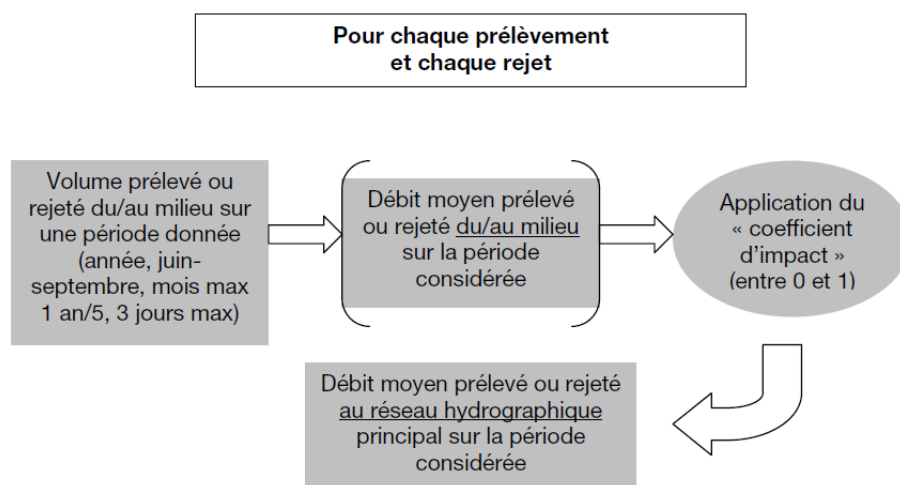 Pour chaque prélèvement
et chaque rejet
Volume prélevé ou
rejeté du/au milieu sur
une période donnée
(année, juin-
septembre, mois max
1 an/5, 3 jours max)
Débit moyen prélevé
ou rejeté du/au milieu
sur la période
considérée
Application du
« coefficient
d'impact »
(entre 0 et 1)
Débit moyen prélevé ou rejeté
au réseau hydrographique
principal sur la période
considérée